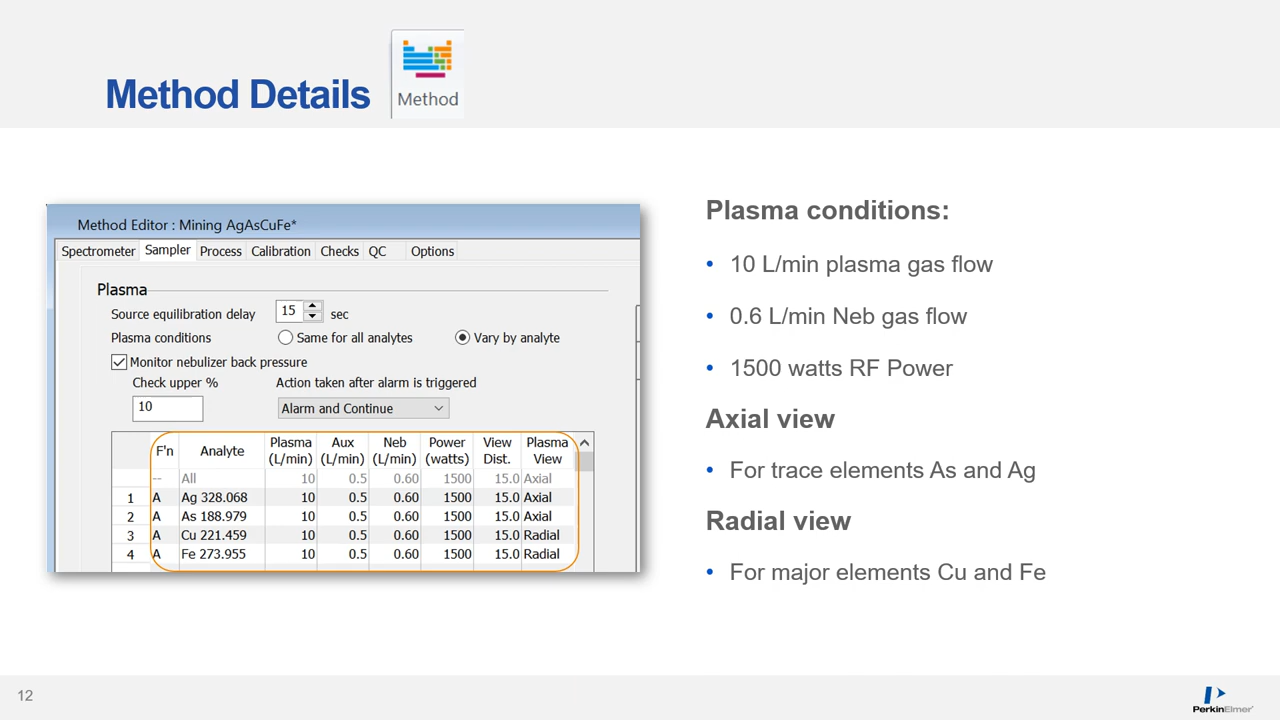 Method Details
Method
Method Editor : Mining AgAsCuFe*
Spectrometer Sampler Process Calibration Checks QC Options
Plasma
Source equilibration delay 15 sec
Plasma conditions Same for all analytes Vary by analyte
Monitor nebulizer back pressure
Check upper % Action taken after alarm is triggered
10 Alarm and Continue
F'n Analyte Plasma (L/min) Aux (L/min) Neb (L/min) Power (watts) View Dist. Plasma View
-- All 10 0.5 0.60 1500 15.0 Axial
1 A Ag 328.068 10 0.5 0.60 1500 15.0 Axial
2 A As 188.979 10 0.5 0.60 1500 15.0 Axial
3 A Cu 221.459 10 0.5 0.60 1500 15.0 Radial
4 A Fe 273.955 10 0.5 0.60 1500 15.0 Radial
Plasma conditions:
• 10 L/min plasma gas flow
• 0.6 L/min Neb gas flow
• 1500 watts RF Power
Axial view
• For trace elements As and Ag
Radial view
• For major elements Cu and Fe
12
PerkinElmer